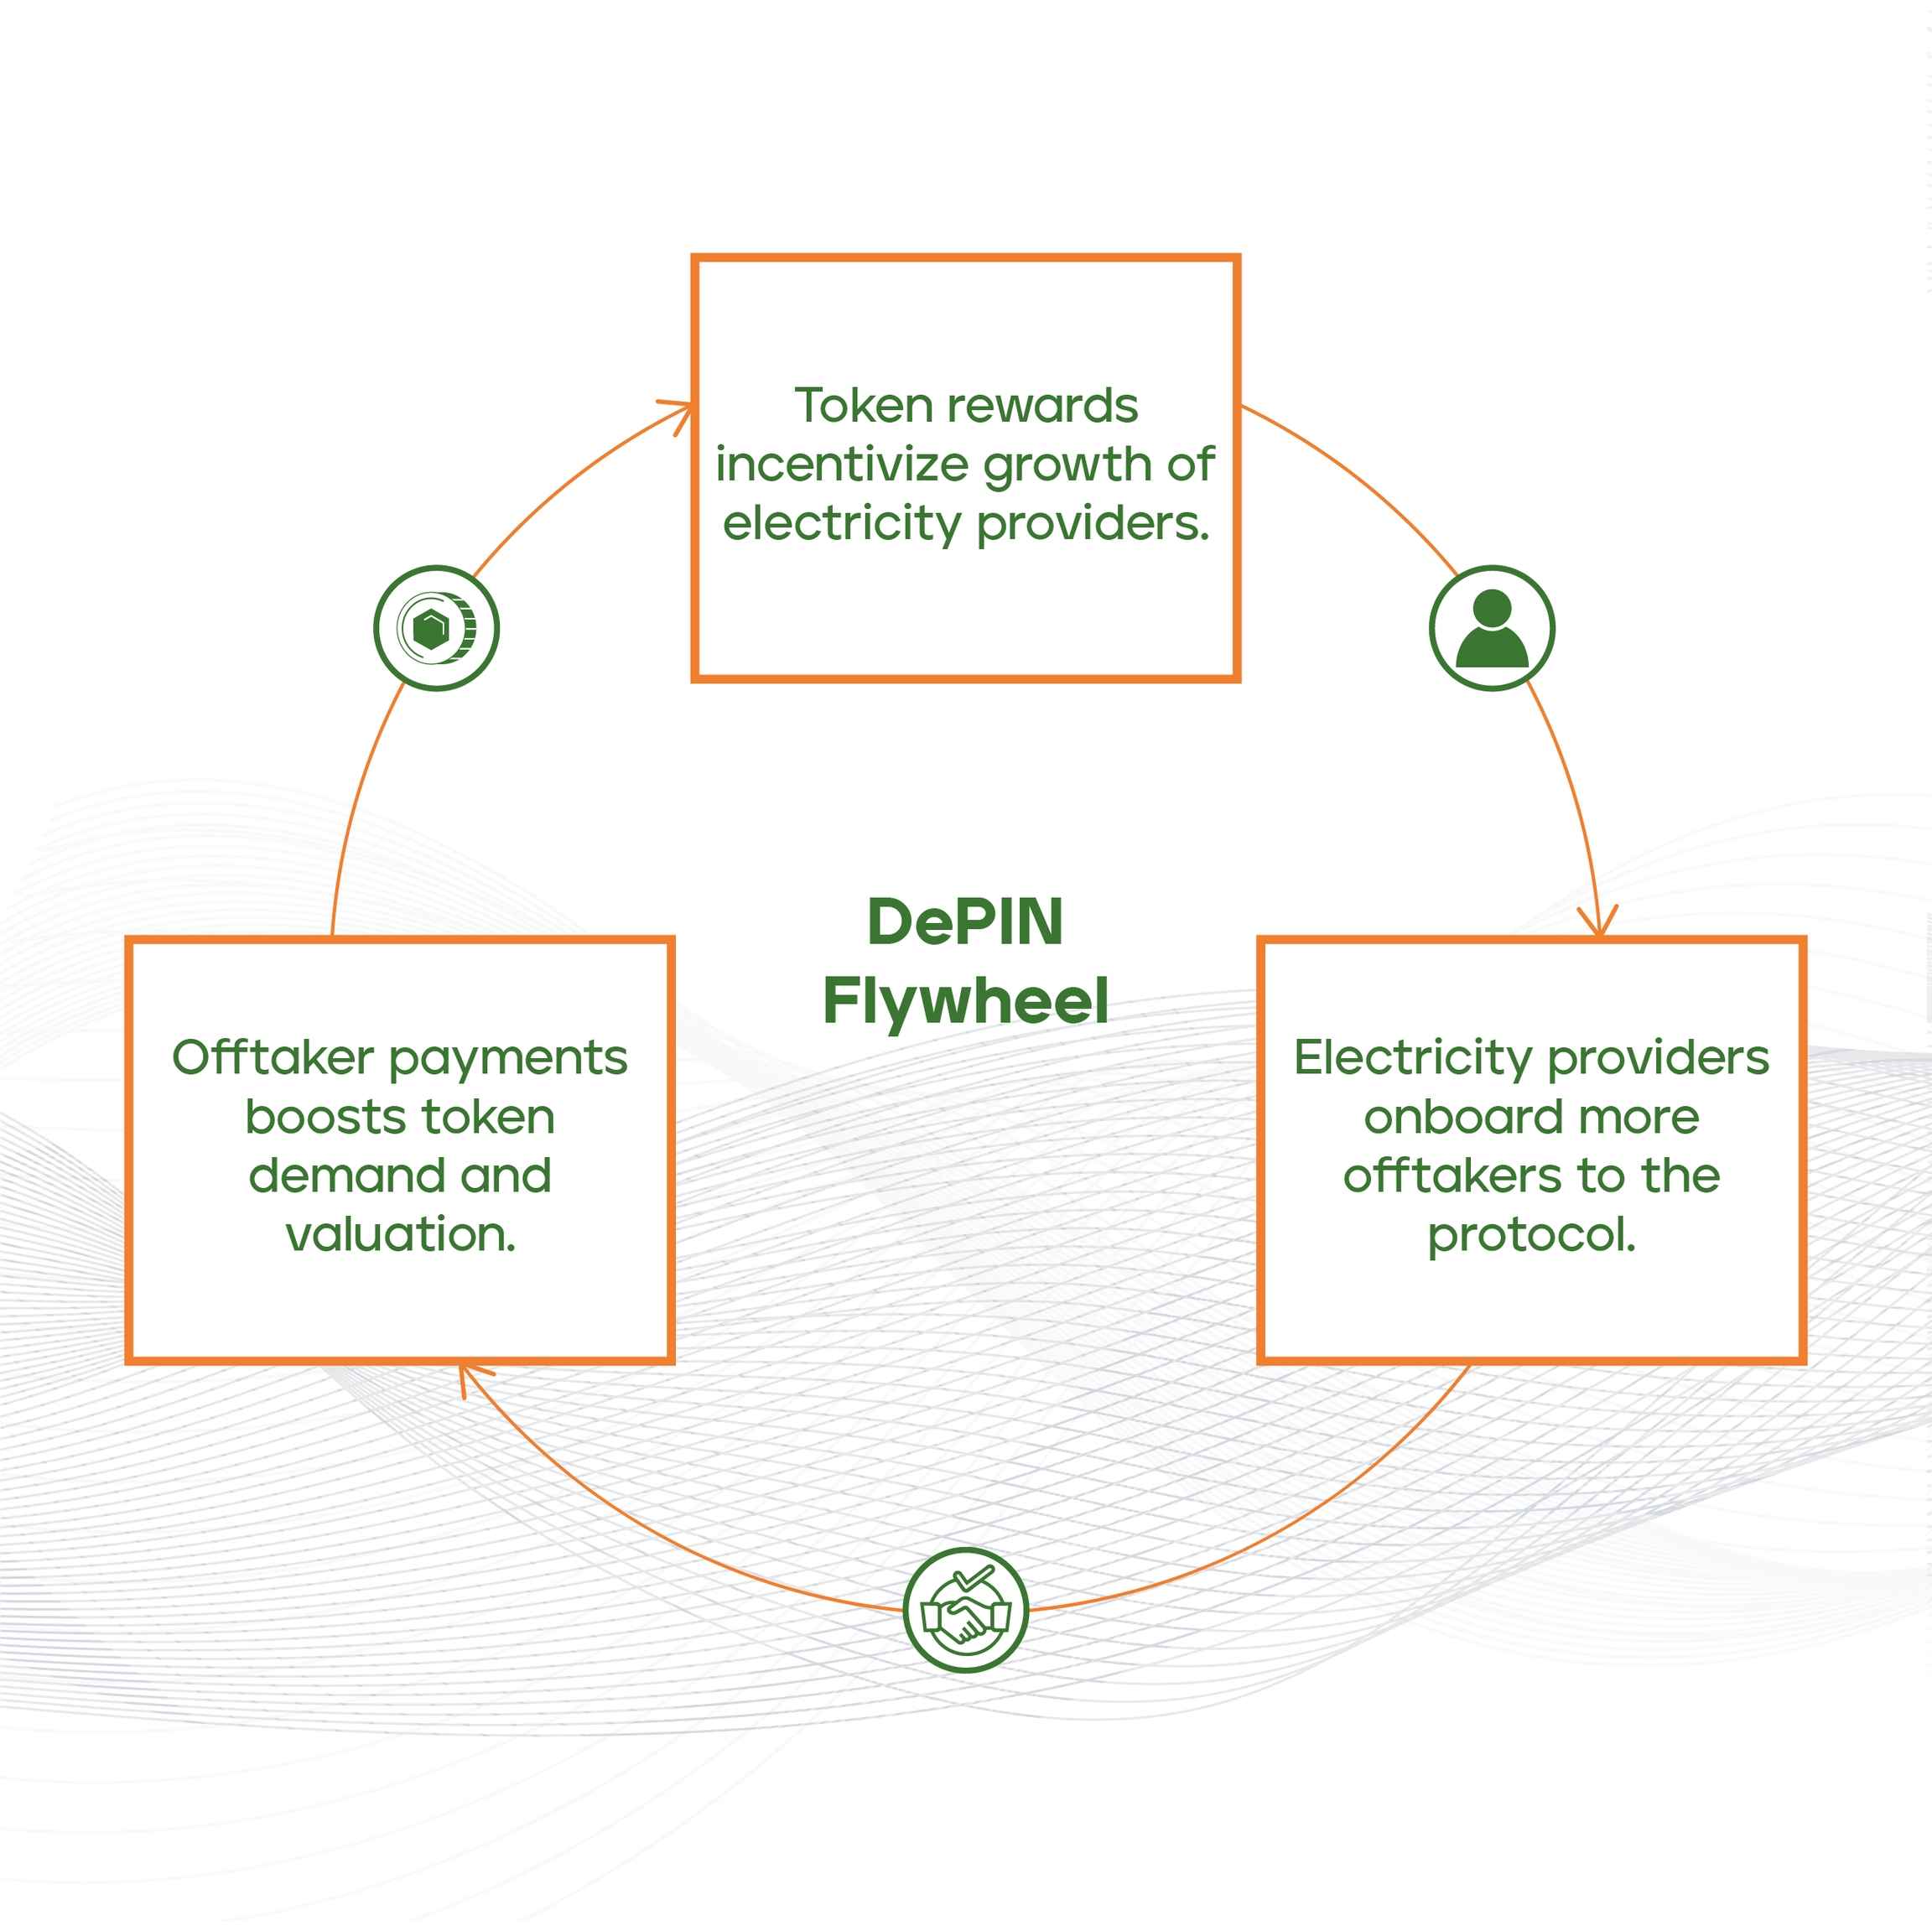 Token rewards
incentivize growth of
electricity providers.
DePIN
Flywheel
Offtaker payments
boosts token
demand and
valuation.
Electricity providers
onboard more
offtakers to the
protocol.